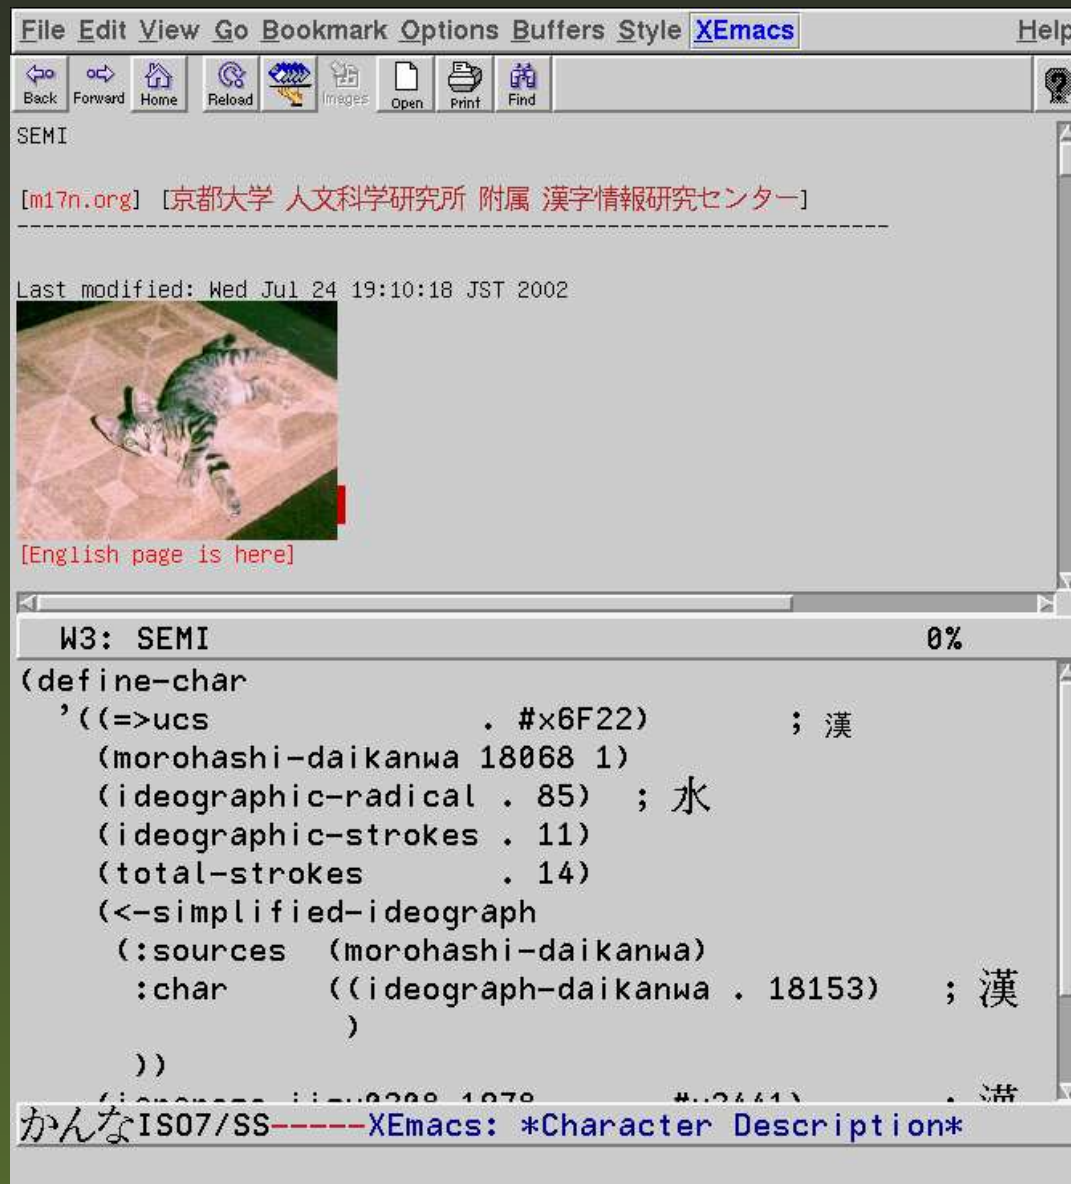 File Edit View Go Bookmark Options Buffers Style XEmacs Help
Back Forward Home Reload Images Open Print Find
SEMI
[m17n.org] [京都大学 人文科学研究所 附属 漢字情報研究センター]
------------------------------------------------------------------
Last modified: Wed Jul 24 19:10:18 JST 2002
[English page is here]
W3: SEMI 0%
(define-char
'((=>ucs . #x6F22) ; 漢
(morohashi-daikanwa 18068 1)
(ideographic-radical . 85) ; 水
(ideographic-strokes . 11)
(total-strokes . 14)
(<-simplified-ideograph
(:sources (morohashi-daikanwa)
:char ((ideograph-daikanwa . 18153) ; 漢
)
))
かんなISO7/SS-----XEmacs: *Character Description*